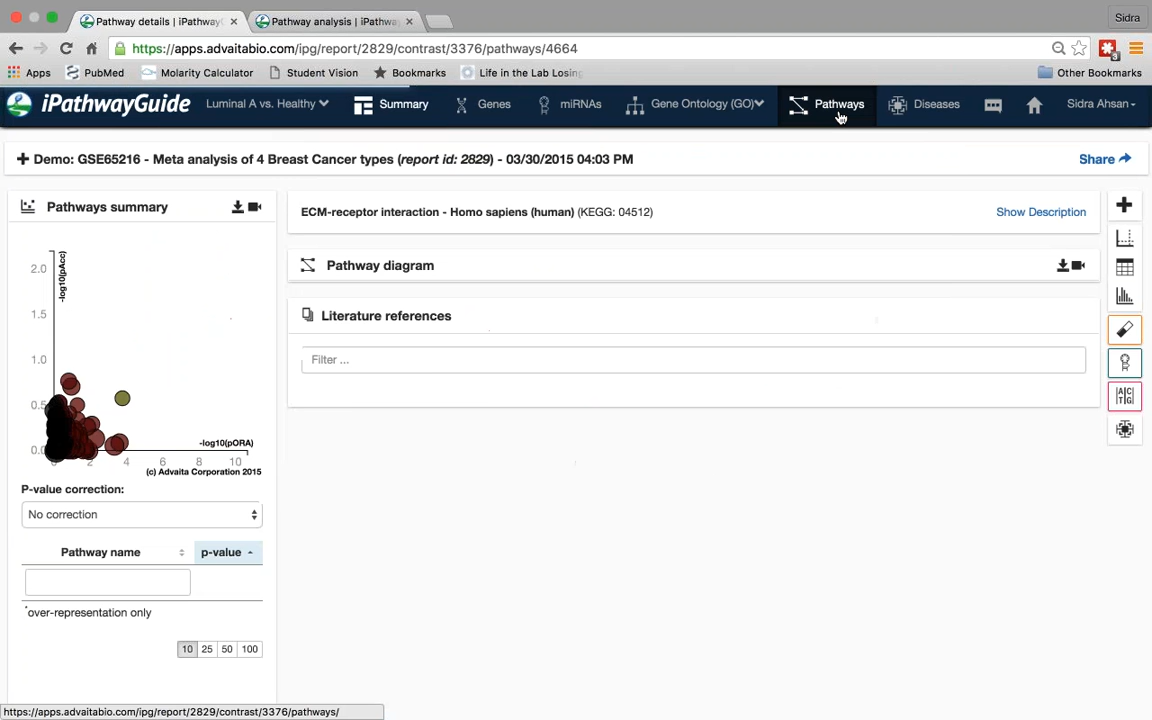 Pathway details | iPathway
Pathway analysis | iPathwa
Sidra
https://apps.advaitabio.com/ipg/report/2829/contrast/3376/pathways/4664
3
Apps PubMed Molarity Calculator Student Vision Bookmarks Life in the Lab Losing Other Bookmarks
iPathwayGuide Luminal A vs. Healthy Summary Genes miRNAs Gene Ontology (GO) Pathways Diseases Sidra Ahsan
Demo: GSE65216 - Meta analysis of 4 Breast Cancer types (report id: 2829) - 03/30/2015 04:03 PM
Share
Pathways summary
ECM-receptor interaction - Homo sapiens (human) (KEGG: 04512)
Show Description
Pathway diagram
Literature references
Filter ...
-log10(pAcc)
2.0
1.5
1.0
0.5
0.0
-log10(pORA)
0 2 4 6 8 10
(c) Advaita Corporation 2015
P-value correction:
No correction
Pathway name p-value
*over-representation only
10 25 50 100
A|C
T|G
https://apps.advaitabio.com/ipg/report/2829/contrast/3376/pathways/